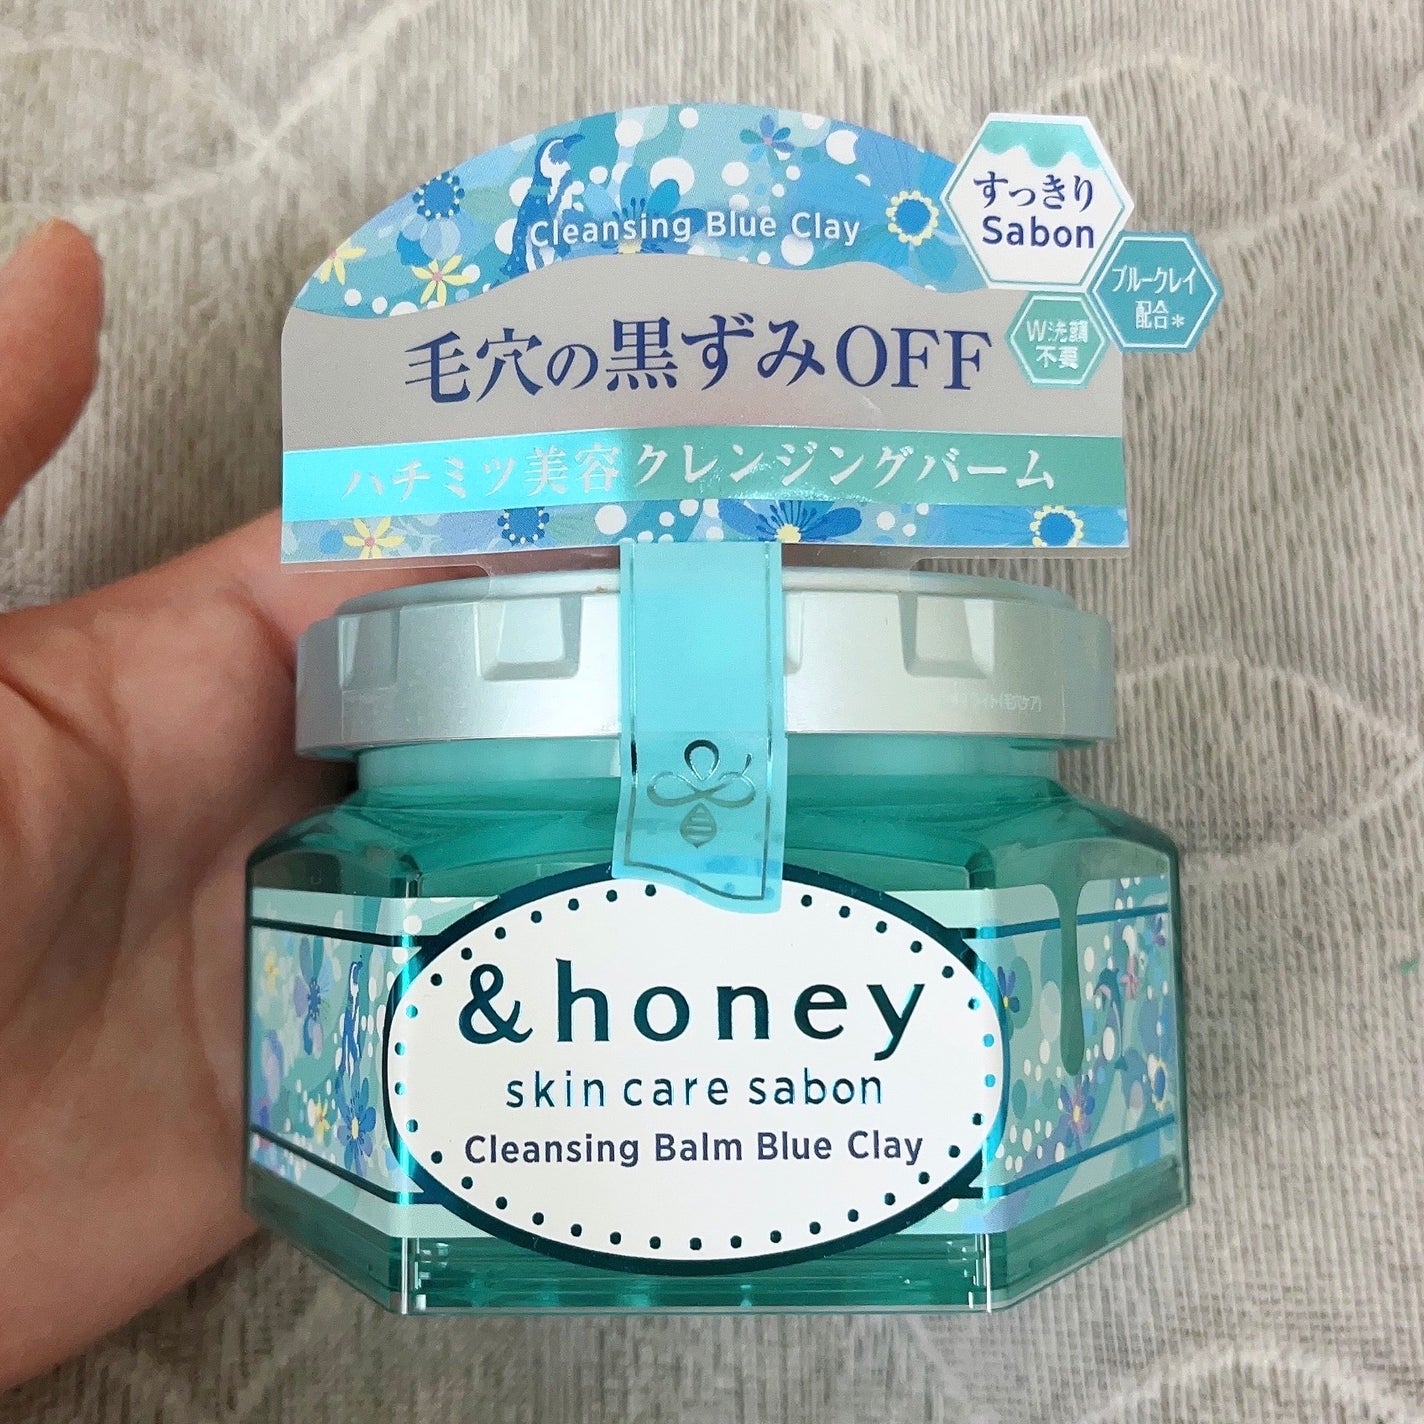 Cleansing Blue Clay
すっきり
Sabon
ブルークレイ
配合*
W洗顔
不要
毛穴の黒ずみOFF
ハチミツ美容クレンジングバーム
&honey
skin care sabon
Cleansing Balm Blue Clay